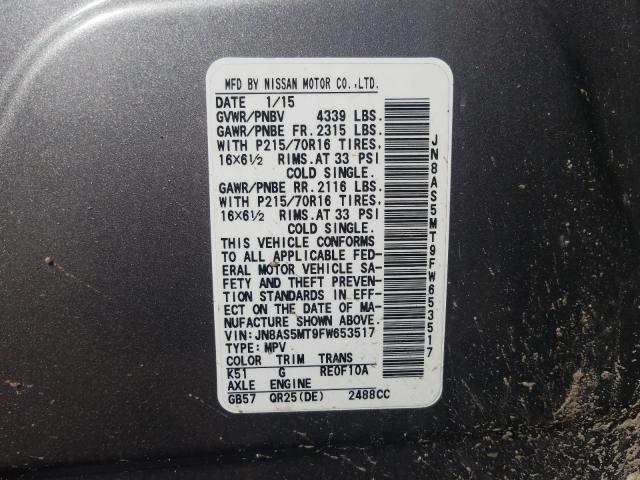 MFD BY NISSAN MOTOR CO.,LTD.
DATE 1/15
GVWR/PNBV 4339 LBS.
GAWR/PNBE FR. 2315 LBS.
WITH P215/70R16 TIRES.
16X6½ RIMS. AT 33 PSI
COLD SINGLE.
GAWR/PNBE RR. 2116 LBS.
WITH P215/70R16 TIRES.
16X6½ RIMS. AT 33 PSI
COLD SINGLE.
THIS VEHICLE CONFORMS
TO ALL APPLICABLE FED-
ERAL MOTOR VEHICLE SA-
FETY AND THEFT PREVEN-
TION STANDARDS IN EFF-
ECT ON THE DATE OF MA-
NUFACTURE SHOWN ABOVE.
VIN:JN8AS5MT9FW653517
TYPE: MPV
COLOR TRIM TRANS
K51 G RE0F10A
AXLE ENGINE
GB57 QR25(DE) 2488CC
JN8AS5MT9FW653517